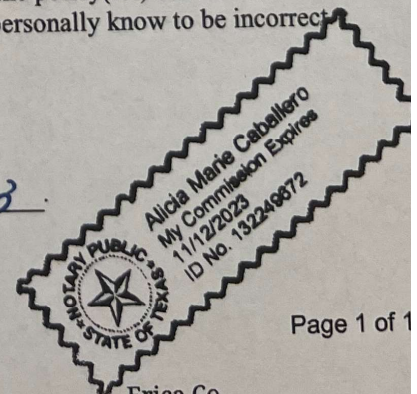 ersonally know to be incorrect
Alicia Marie Caballero
My Commission Expires
11/12/2023
ID No. 132249872
NOTARY PUBLIC
STATE OF TEXAS
3
Page 1 of 1